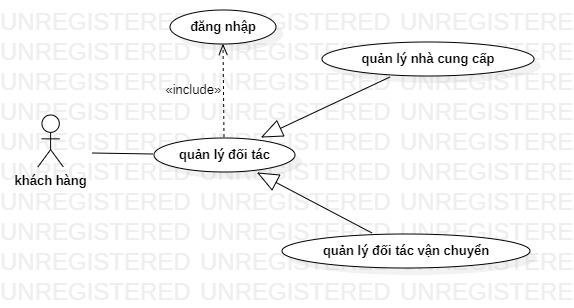 UNREGISTERED UNREGISTERED UNREGISTERED
đăng nhập
quản lý nhà cung cấp
«include»
quản lý đối tác
khách hàng
quản lý đối tác vận chuyển